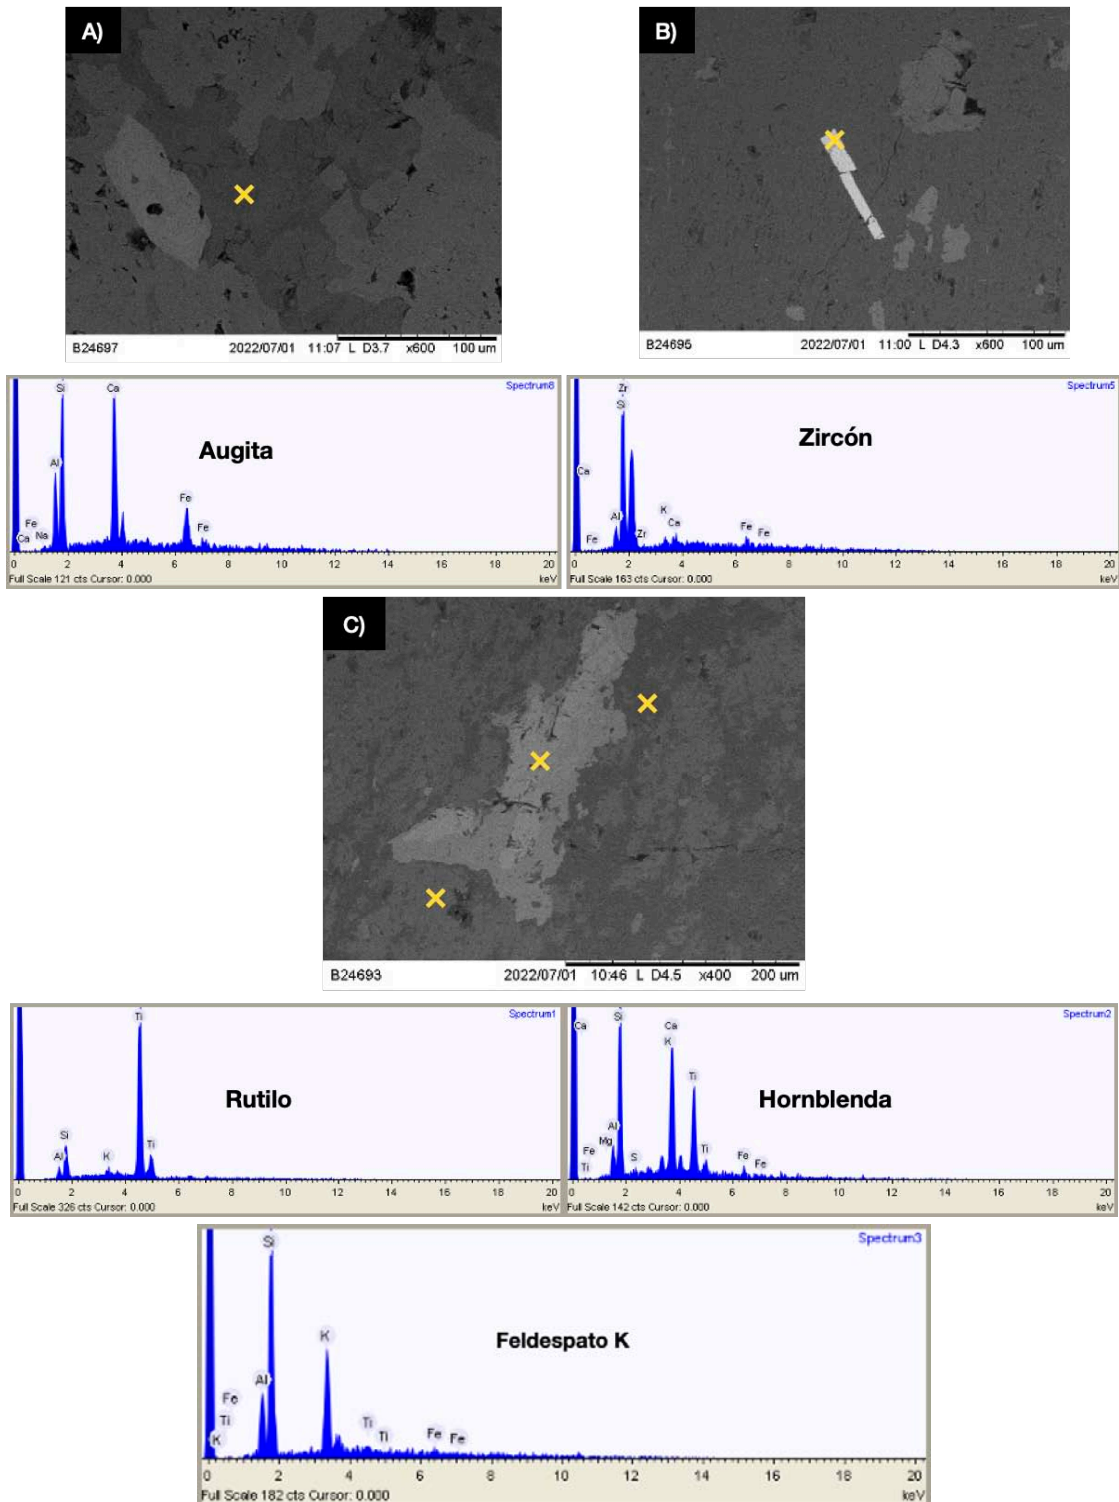 A)
B24697 2022/07/01 11:07 L D3.7 x600 100 um
B)
B24695 2022/07/01 11:00 L D4.3 x600 100 um
Spectrum8
Si Ca
Augita
Al
Fe
Fe
Ca Na Fe
0 2 4 6 8 10 12 14 16 18 20
Full Scale 121 cts Cursor: 0.000 keV
Spectrum5
Zr
Si
Zircón
Ca
K
Al Ca Fe
Fe Zr Fe
0 2 4 6 8 10 12 14 16 18 20
Full Scale 163 cts Cursor: 0.000 keV
C)
B24693 2022/07/01 10:46 L D4.5 x400 200 um
Spectrum1
Ti
Rutilo
Si
Al K Ti
0 2 4 6 8 10 12 14 16 18 20
Full Scale 326 cts Cursor: 0.000 keV
Spectrum2
Ca Si Ca
K
Hornblenda
Ti
Al
Fe Mg Ti
Ti S Fe Fe
0 2 4 6 8 10 12 14 16 18 20
Full Scale 142 cts Cursor: 0.000 keV
Spectrum3
Si
Feldespato K
K
Al
Fe
Ti Ti Fe
K Ti Fe
0 2 4 6 8 10 12 14 16 18 20
Full Scale 182 cts Cursor: 0.000 keV